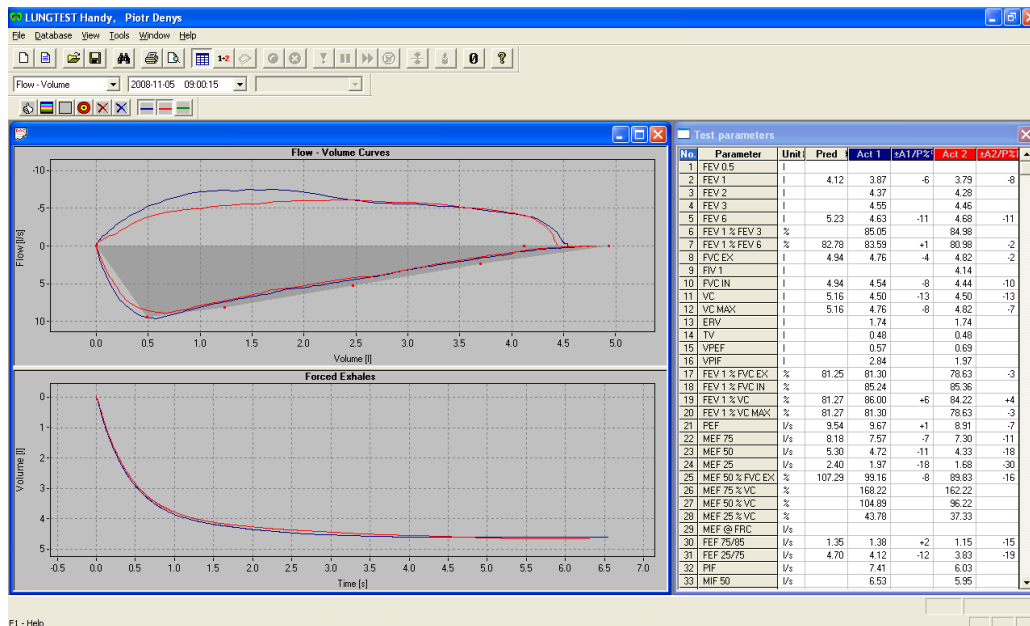 LUNGTEST Handy, Piotr Denys
File Database View Tools Window Help
Flow - Volume 2008-11-05 09:00:15
Flow - Volume Curves
-10
-5
0
5
10
Flow [l/s]
0.0 0.5 1.0 1.5 2.0 2.5 3.0 3.5 4.0 4.5 5.0
Volume [l]
Forced Exhales
0
1
2
3
4
5
Volume [l]
-0.5 0.0 0.5 1.0 1.5 2.0 2.5 3.0 3.5 4.0 4.5 5.0 5.5 6.0 6.5 7.0
Time [s]
Test parameters
No. Parameter Unit Pred Act 1 ±A1/P% Act 2 ±A2/P%
1 FEV 0.5 l
2 FEV 1 l 4.12 3.87 -6 3.79 -8
3 FEV 2 l 4.37 4.28
4 FEV 3 l 4.55 4.46
5 FEV 6 l 5.23 4.63 -11 4.68 -11
6 FEV 1 % FEV 3 % 85.05 84.98
7 FEV 1 % FEV 6 % 82.78 83.59 +1 80.98 -2
8 FVC EX l 4.94 4.76 -4 4.82 -2
9 FIV 1 l 4.14
10 FVC IN l 4.94 4.54 -8 4.44 -10
11 VC l 5.16 4.50 -13 4.50 -13
12 VC MAX l 5.16 4.76 -8 4.82 -7
13 ERV l 1.74 1.74
14 TV l 0.48 0.48
15 VPEF l 0.57 0.69
16 VPIF l 2.84 1.97
17 FEV 1 % FVC EX % 81.25 81.30 78.63 -3
18 FEV 1 % FVC IN % 85.24 85.36
19 FEV 1 % VC % 81.27 86.00 +6 84.22 +4
20 FEV 1 % VC MAX % 81.27 81.30 78.63 -3
21 PEF l/s 9.54 9.67 +1 8.91 -7
22 MEF 75 l/s 8.18 7.57 -7 7.30 -11
23 MEF 50 l/s 5.30 4.72 -11 4.33 -18
24 MEF 25 l/s 2.40 1.97 -18 1.68 -30
25 MEF 50 % FVC EX % 107.29 99.16 -8 89.83 -16
26 MEF 75 % VC % 168.22 162.22
27 MEF 50 % VC % 104.89 96.22
28 MEF 25 % VC % 43.78 37.33
29 MEF @ FRC l/s
30 FEF 75/85 l/s 1.35 1.38 +2 1.15 -15
31 FEF 25/75 l/s 4.70 4.12 -12 3.83 -19
32 PIF l/s 7.41 6.03
33 MIF 50 l/s 6.53 5.95
F1 - Help